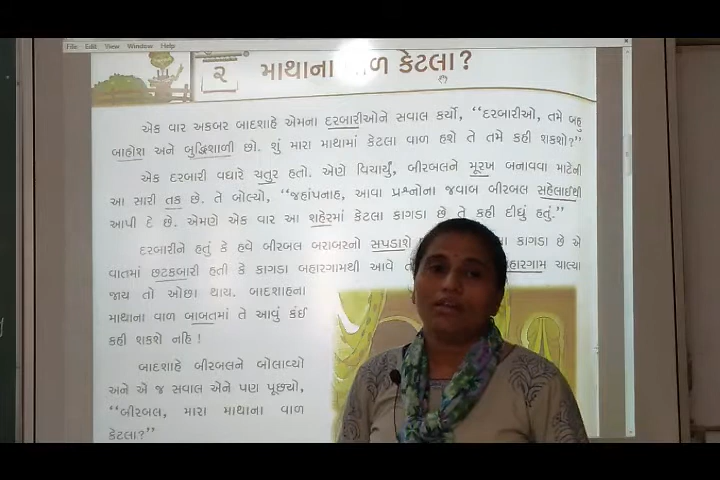 File Edit View Window Help
૨ માથાના વાળ કેટલા?
એક વાર અકબર બાદશાહે એમના દરબારીઓને સવાલ કર્યો, “દરબારીઓ, તમે બહુ
બાહોશ અને બુદ્ધિશાળી છો. શું મારા માથામાં કેટલા વાળ હશે તે તમે કહી શકશો?”
એક દરબારી વધારે ચતુર હતો. એણે વિચાર્યું, બીરબલને મૂરખ બનાવવા માટેની
આ સારી તક છે. તે બોલ્યો, “જહાંપનાહ, આવા પ્રશ્નોના જવાબ બીરબલ સહેલાઈથી
આપી દે છે. એમણે એક વાર આ શહેરમાં કેટલા કાગડા છે તે કહી દીધું હતું.”
દરબારીને હતું કે હવે બીરબલ બરાબરનો સપડાશે કાગડા છે એ
વાતમાં છટકબારી હતી કે કાગડા બહારગામથી આવે બહારગામ ચાલ્યા
જાય તો ઓછા થાય. બાદશાહના
માથાના વાળ બાબતમાં તે આવું કંઈ
કહી શકશે નહિ !
બાદશાહે બીરબલને બોલાવ્યો
અને એ જ સવાલ એને પણ પૂછ્યો,
“બીરબલ, મારા માથાના વાળ
કેટલા?”